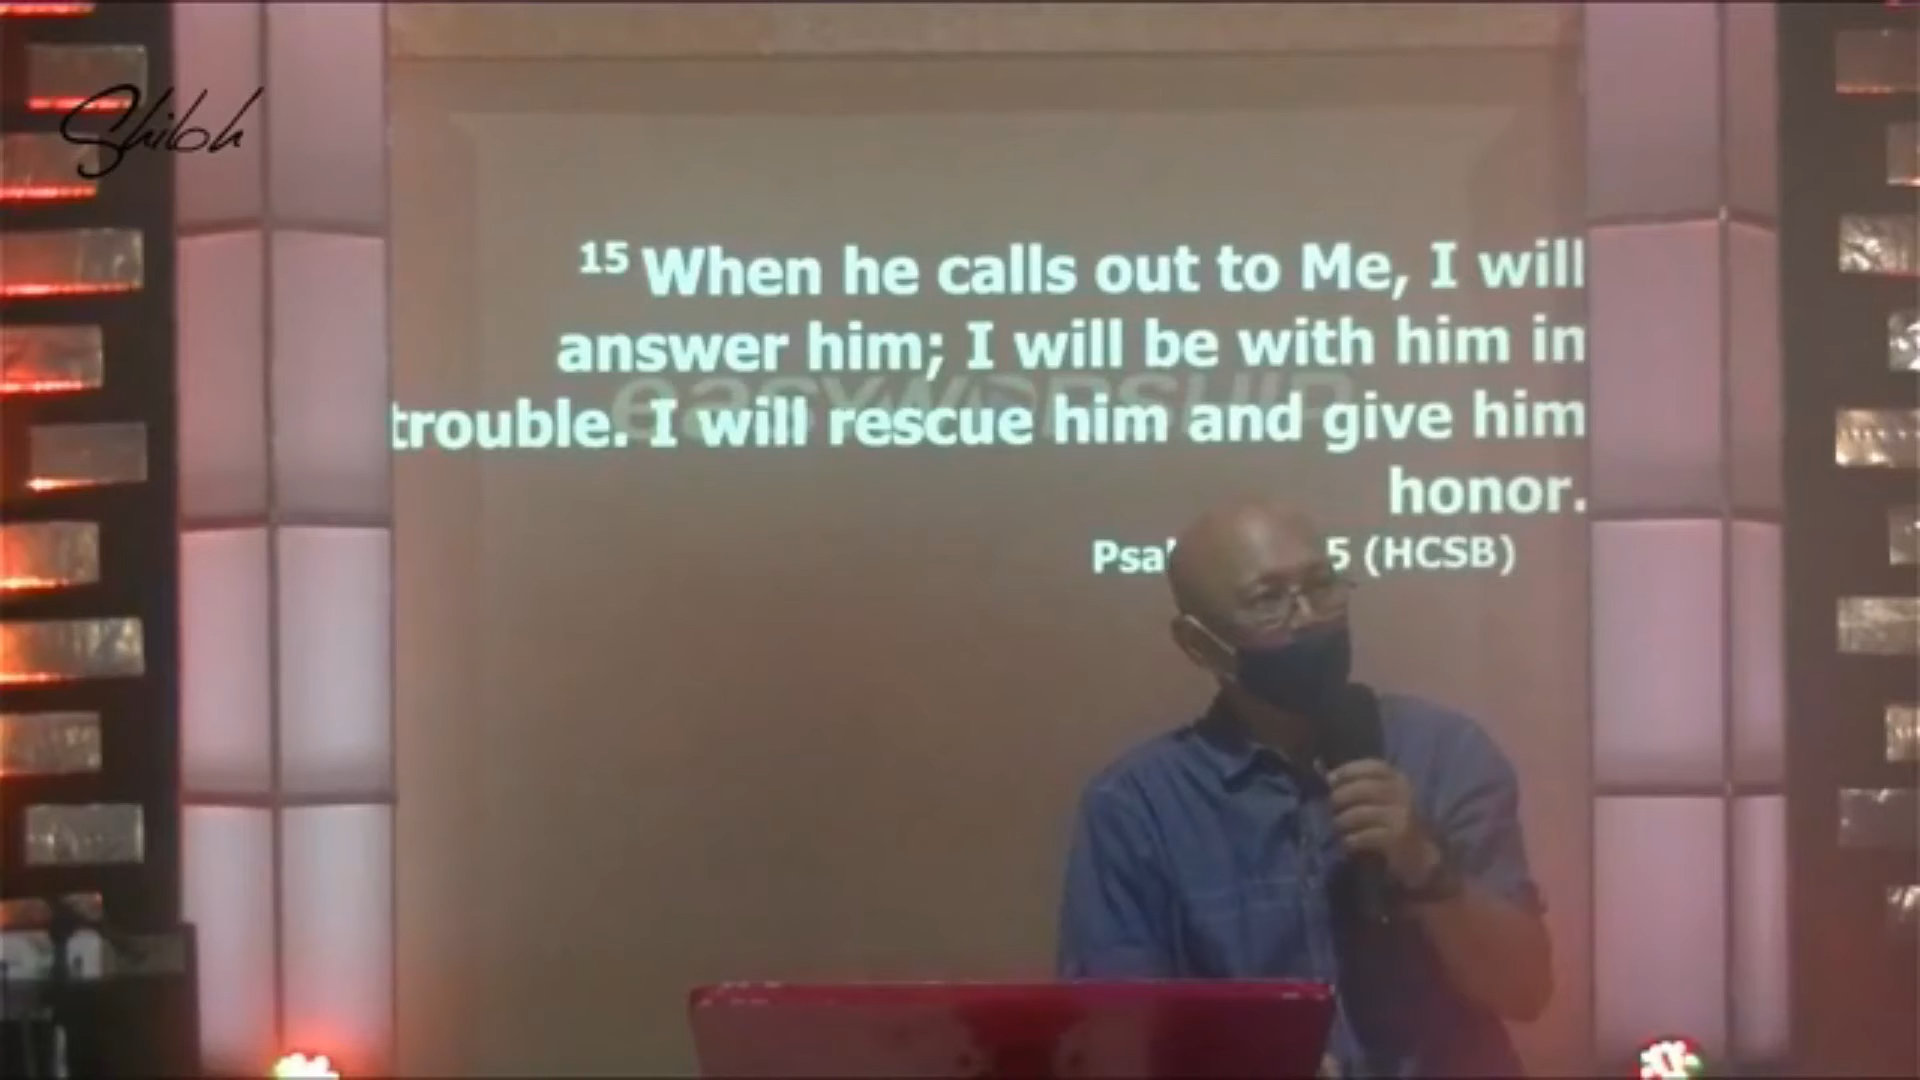 Shiloh
15 When he calls out to Me, I will
answer him; I will be with him in
easyworship
trouble. I will rescue him and give him
honor.
5 (HCSB)